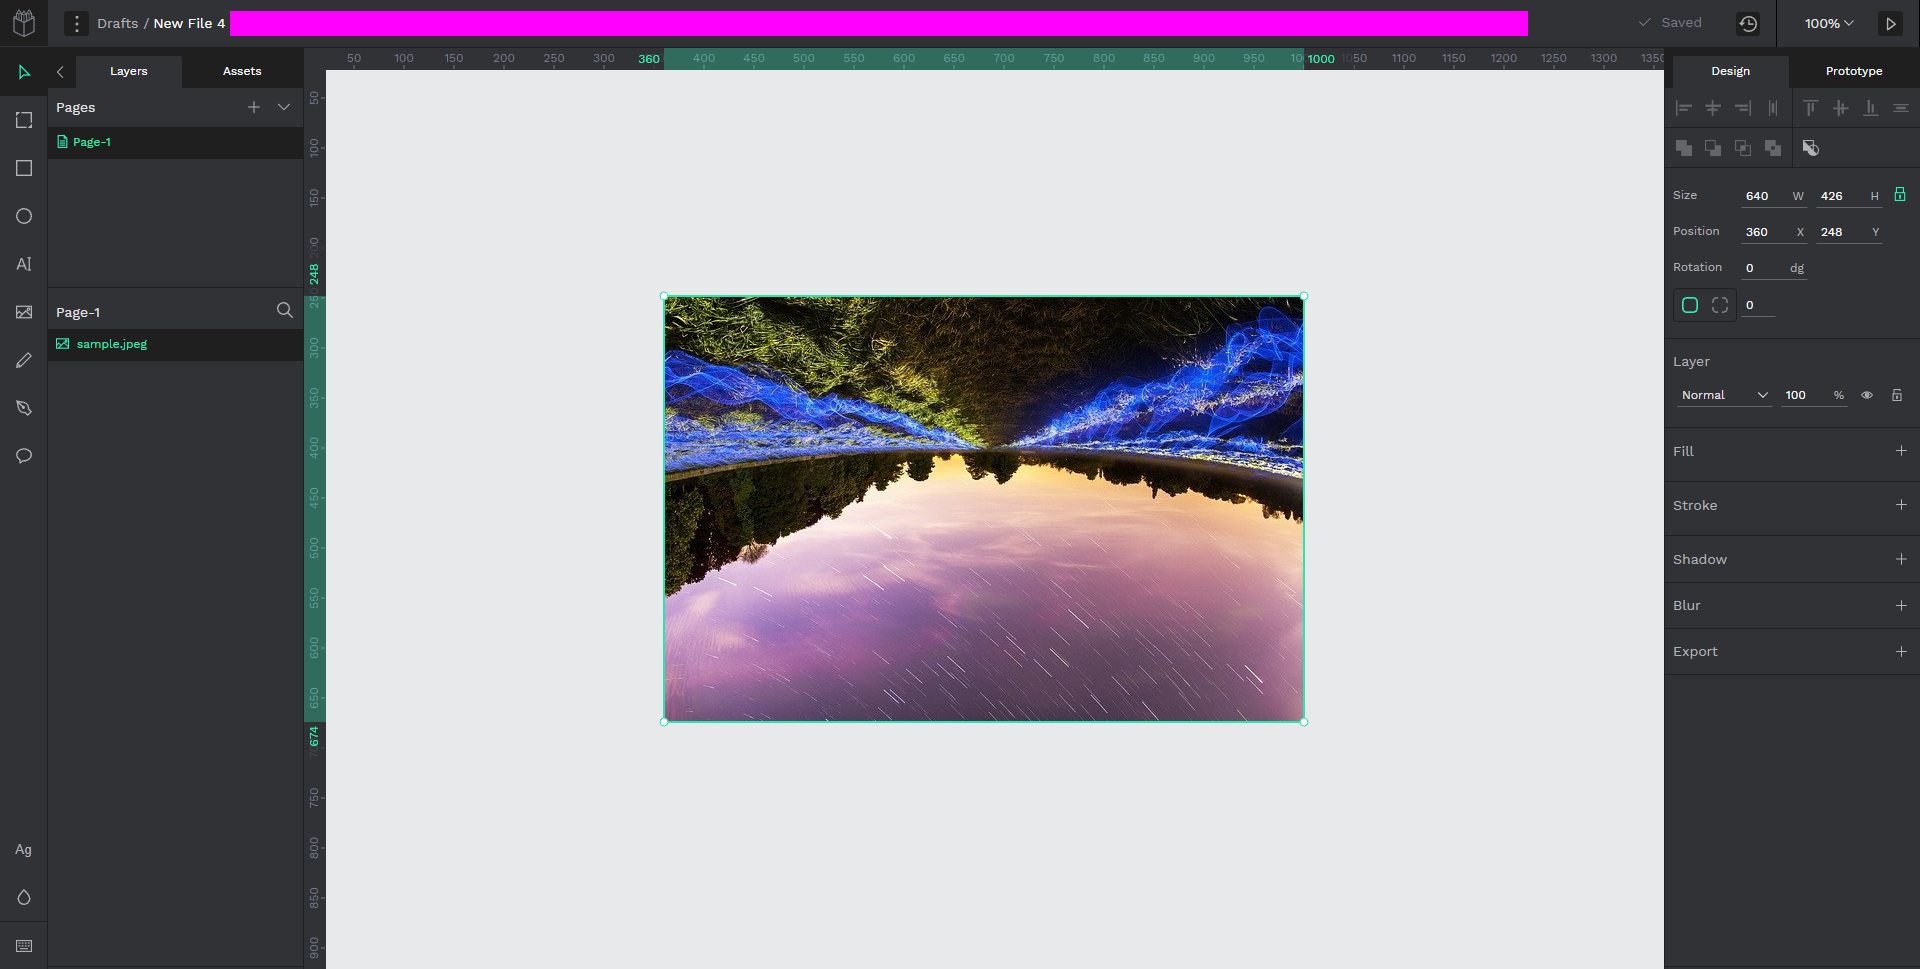 Drafts / New File 4
Saved
100%
Layers
Assets
Pages
Page-1
Page-1
sample.jpeg
Ag
50 100 150 200 250 300 360 400 450 500 550 600 650 700 750 800 850 900 950 1000 1050 1100 1150 1200 1250 1300 1350
50
100
150
200
248
300
350
400
450
500
550
600
650
674
750
800
850
900
Design
Prototype
Size 640 W 426 H
Position 360 X 248 Y
Rotation 0 dg
0
Layer
Normal 100 %
Fill
Stroke
Shadow
Blur
Export